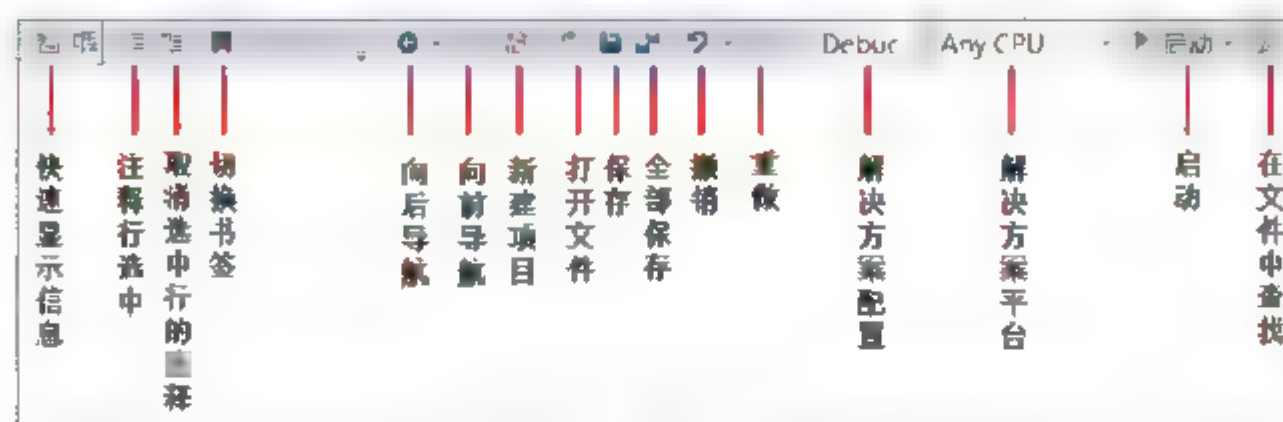 Debug
Any CPU
启动
快速显示信息
注释行选中
取消选中行的注释
切换书签
向后导航
向前导航
新建项目
打开文件
保存
全部保存
撤销
重做
解决方案配置
解决方案平台
启动
在文件中查找